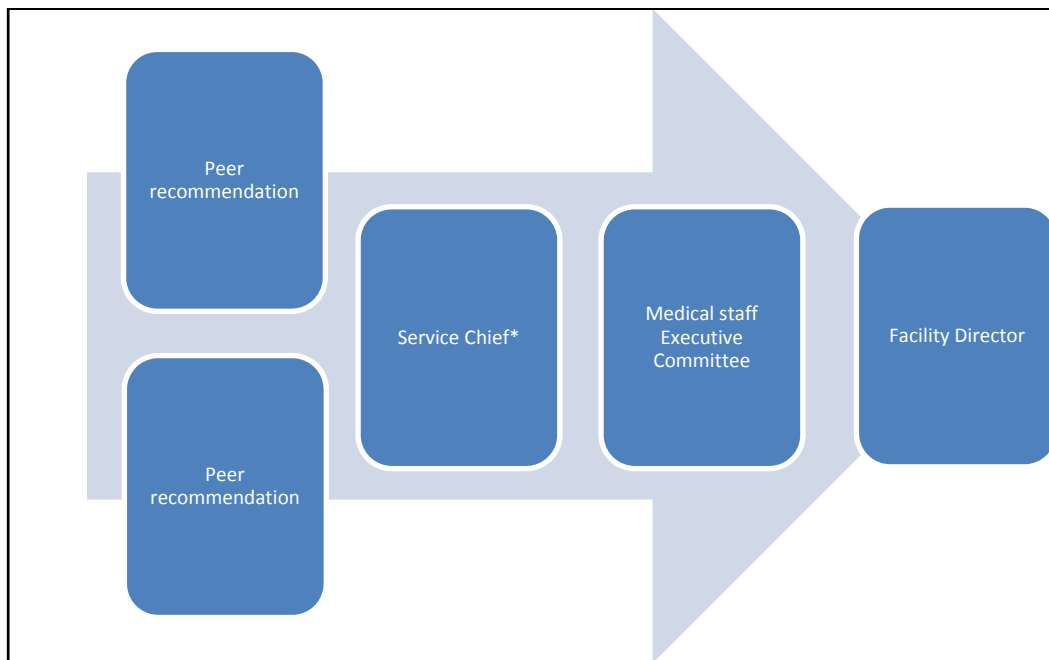 Peer
recommendation
Peer
recommendation
Service Chief*
Medical staff
Executive
Committee
Facility Director